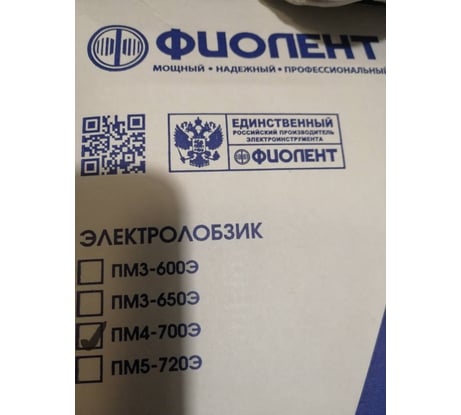 ФИОЛЕНТ
МОЩНЫЙ • НАДЕЖНЫЙ • ПРОФЕССИОНАЛЬНЫЙ
ЕДИНСТВЕННЫЙ
РОССИЙСКИЙ ПРОИЗВОДИТЕЛЬ
ЭЛЕКТРОИНСТРУМЕНТА
ФИОЛЕНТ
ЭЛЕКТРОЛОБЗИК
ПМ3-600Э
ПМ3-650Э
ПМ4-700Э
ПМ5-720Э